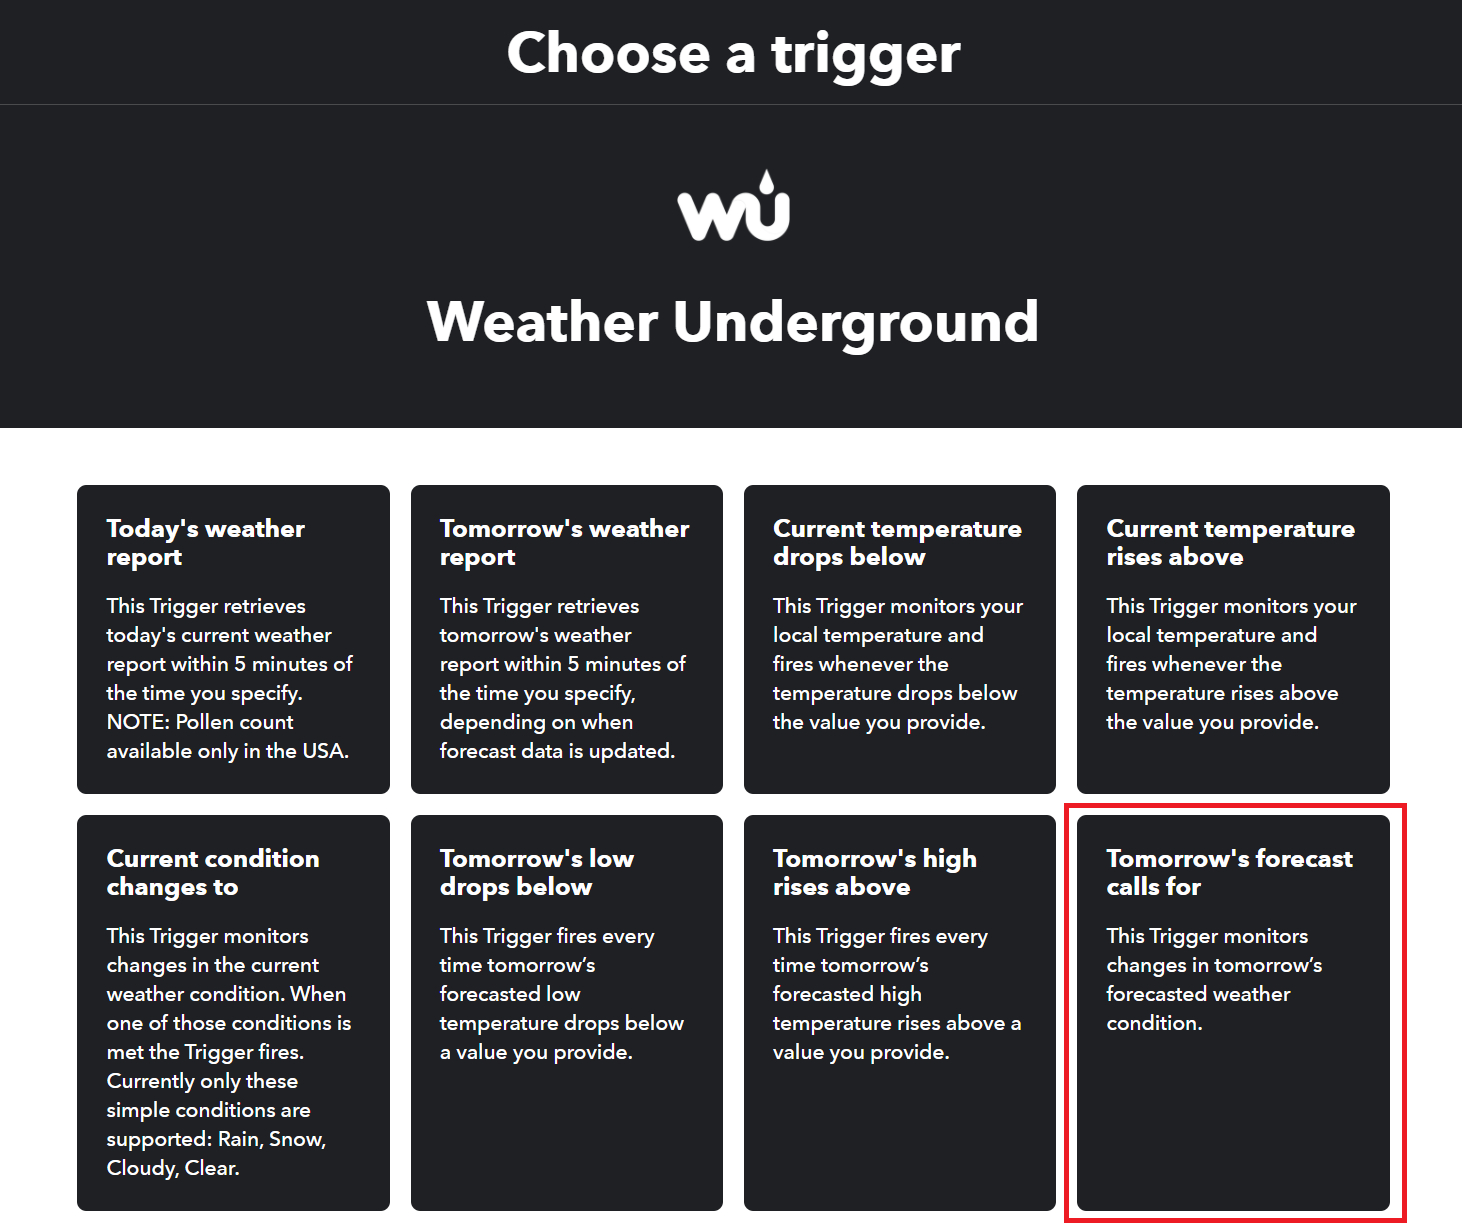 Choose a trigger
wu
Weather Underground
Today's weather
report
This Trigger retrieves
today's current weather
report within 5 minutes of
the time you specify.
NOTE: Pollen count
available only in the USA.
Tomorrow's weather
report
This Trigger retrieves
tomorrow's weather
report within 5 minutes of
the time you specify,
depending on when
forecast data is updated.
Current temperature
drops below
This Trigger monitors your
local temperature and
fires whenever the
temperature drops below
the value you provide.
Current temperature
rises above
This Trigger monitors your
local temperature and
fires whenever the
temperature rises above
the value you provide.
Current condition
changes to
This Trigger monitors
changes in the current
weather condition. When
one of those conditions is
met the Trigger fires.
Currently only these
simple conditions are
supported: Rain, Snow,
Cloudy, Clear.
Tomorrow's low
drops below
This Trigger fires every
time tomorrow’s
forecasted low
temperature drops below
a value you provide.
Tomorrow's high
rises above
This Trigger fires every
time tomorrow’s
forecasted high
temperature rises above a
value you provide.
Tomorrow's forecast
calls for
This Trigger monitors
changes in tomorrow’s
forecasted weather
condition.